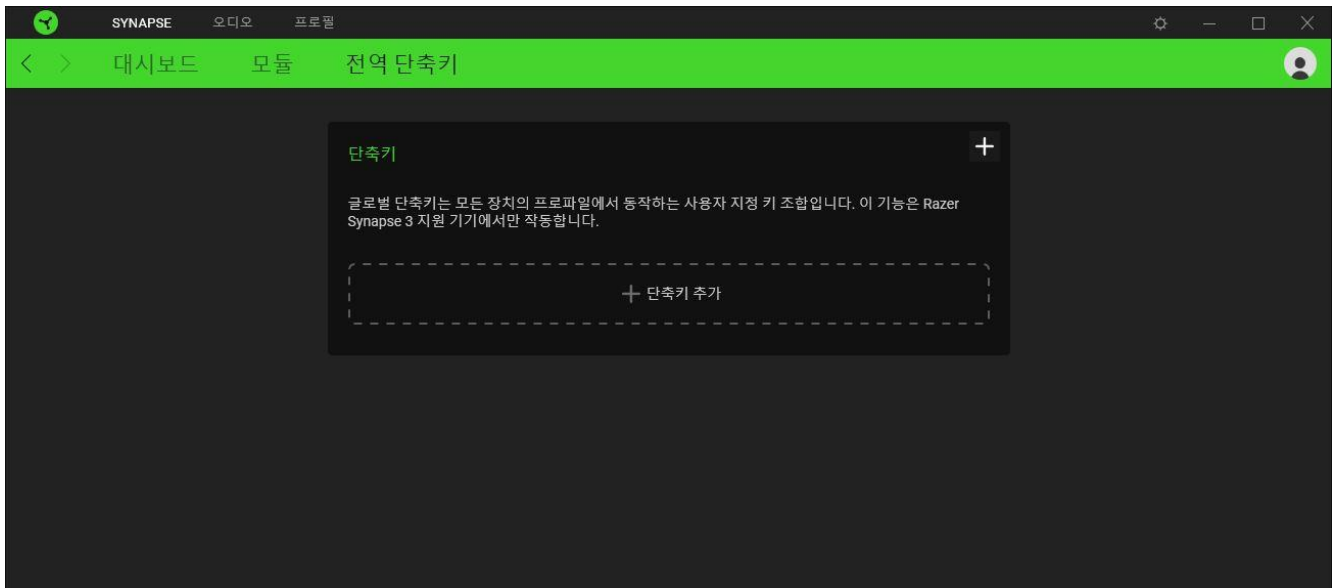 SYNAPSE 오디오 프로필
대시보드 모듈 전역 단축키
단축키
글로벌 단축키는 모든 장치의 프로파일에서 동작하는 사용자 지정 키 조합입니다. 이 기능은 Razer
Synapse 3 지원 기기에서만 작동합니다.
단축키 추가